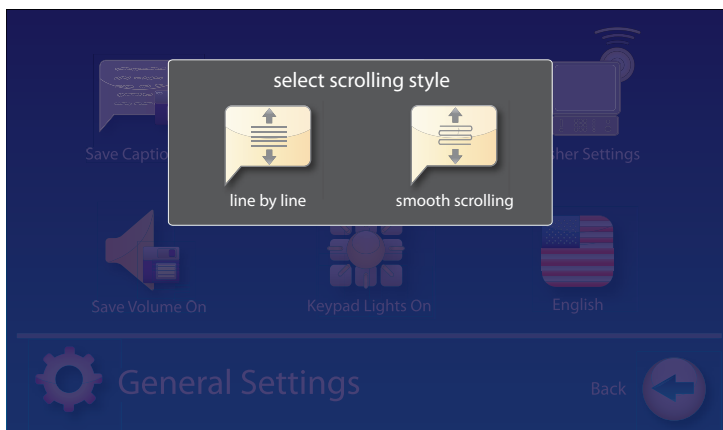 select scrolling style
line by line
smooth scrolling
Save Captio
sher Settings
Save Volume On
Keypad Lights On
English
General Settings
Back